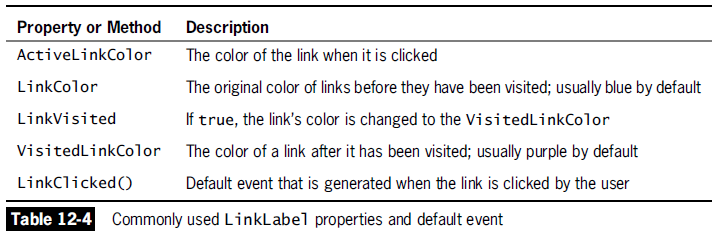 Property or Method Description
ActiveLinkColor The color of the link when it is clicked
LinkColor The original color of links before they have been visited; usually blue by default
LinkVisited If true, the link's color is changed to the VisitedLinkColor
VisitedLinkColor The color of a link after it has been visited; usually purple by default
LinkClicked() Default event that is generated when the link is clicked by the user
Table 12-4 Commonly used LinkLabel properties and default event